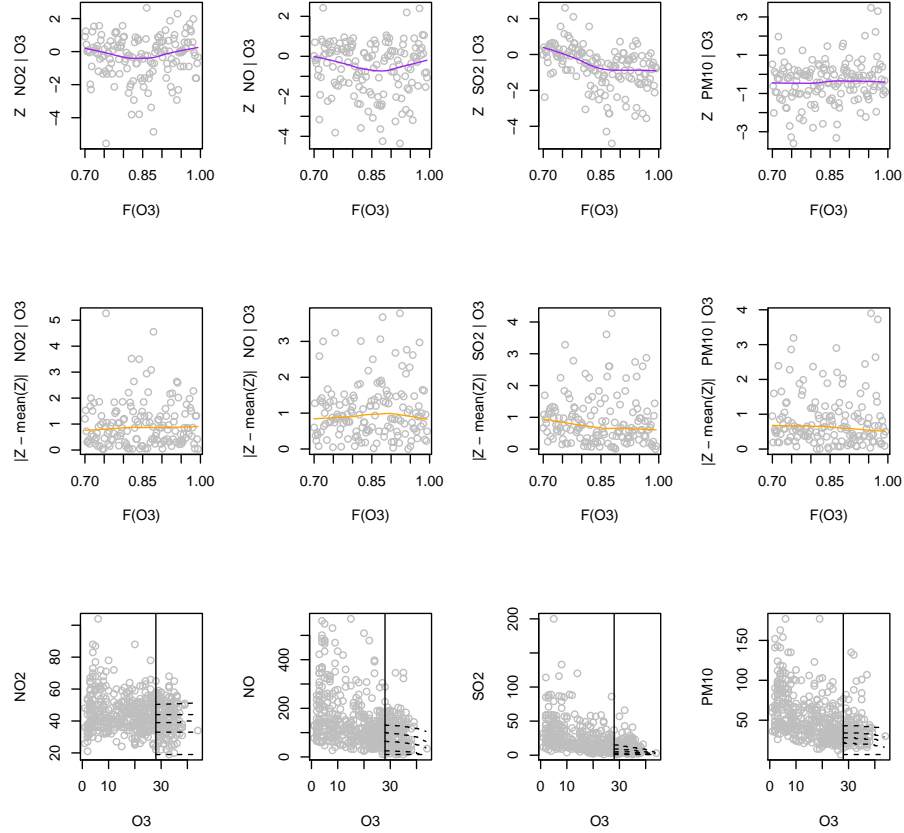 Z NO2 | O3
2
0
−2
−4
0.70 0.85 1.00
F(O3)
Z NO | O3
2
0
−2
−4
0.70 0.85 1.00
F(O3)
Z SO2 | O3
2
0
−2
−4
0.70 0.85 1.00
F(O3)
Z PM10 | O3
3
1
−1
−3
0.70 0.85 1.00
F(O3)
|Z − mean(Z)| NO2 | O3
5
4
3
2
1
0
0.70 0.85 1.00
F(O3)
|Z − mean(Z)| NO | O3
3
2
1
0
0.70 0.85 1.00
F(O3)
|Z − mean(Z)| SO2 | O3
4
3
2
1
0
0.70 0.85 1.00
F(O3)
|Z − mean(Z)| PM10 | O3
4
3
2
1
0
0.70 0.85 1.00
F(O3)
NO2
80
60
40
20
0 10 30
O3
NO
400
200
0
0 10 30
O3
SO2
200
150
100
50
0
0 10 30
O3
PM10
150
100
50
0 10 30
O3